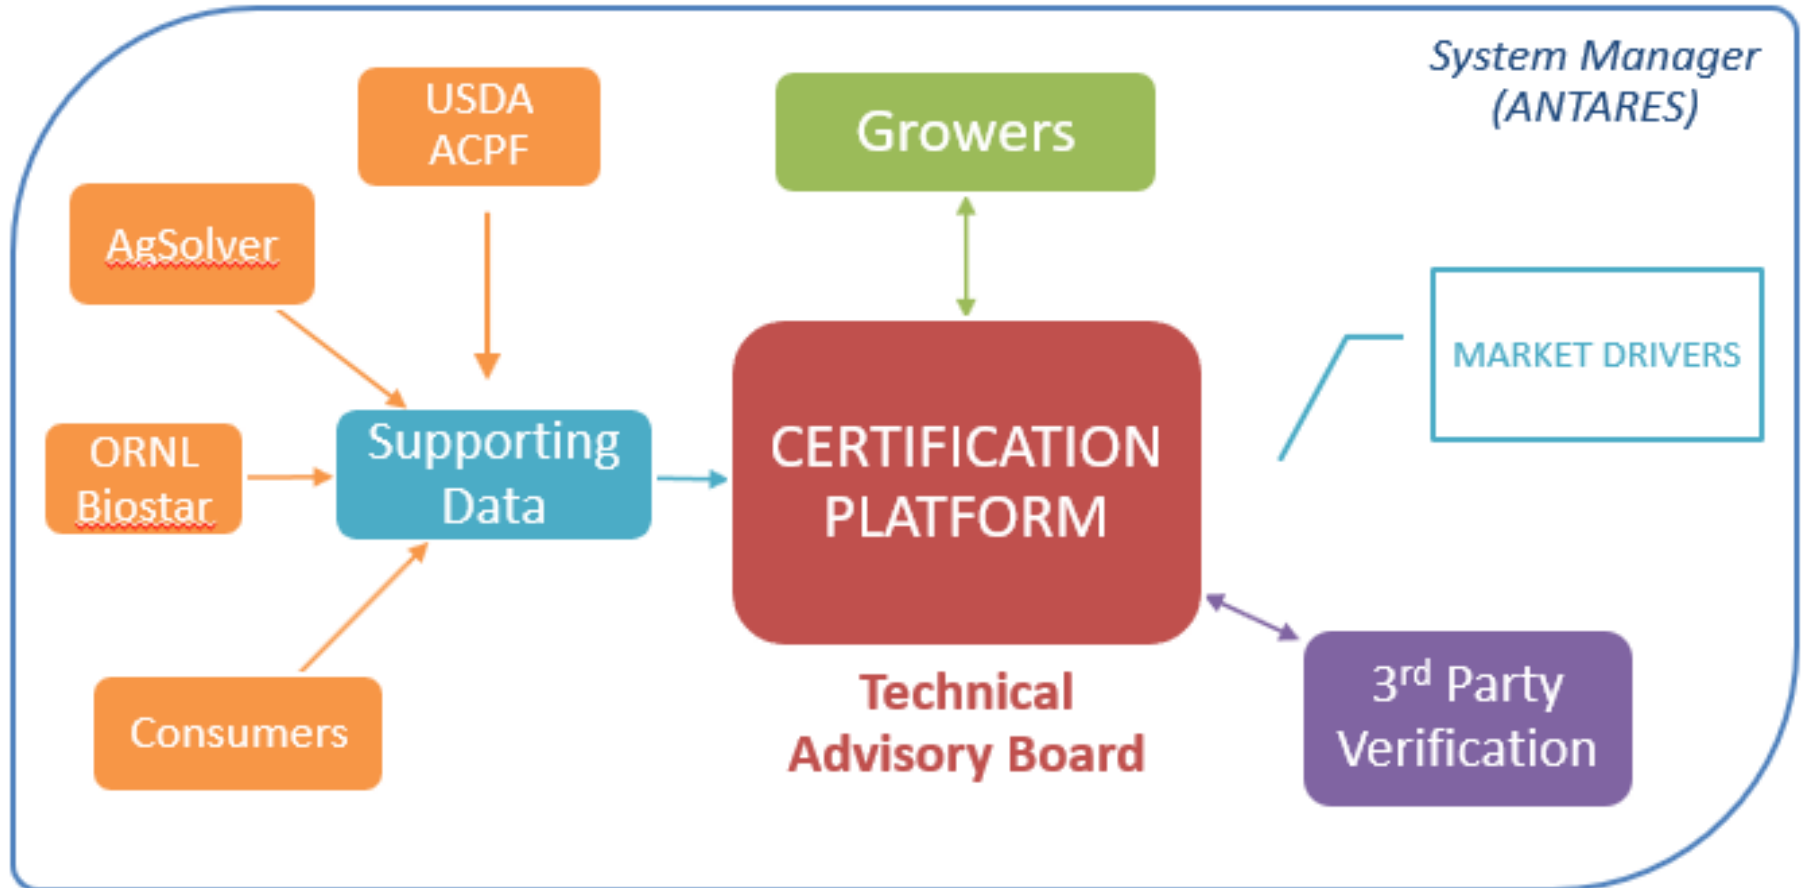 System Manager
(ANTARES)
USDA
ACPF
Growers
AgSolver
MARKET DRIVERS
ORNL
Biostar
Supporting
Data
CERTIFICATION
PLATFORM
Consumers
Technical
Advisory Board
3rd Party
Verification